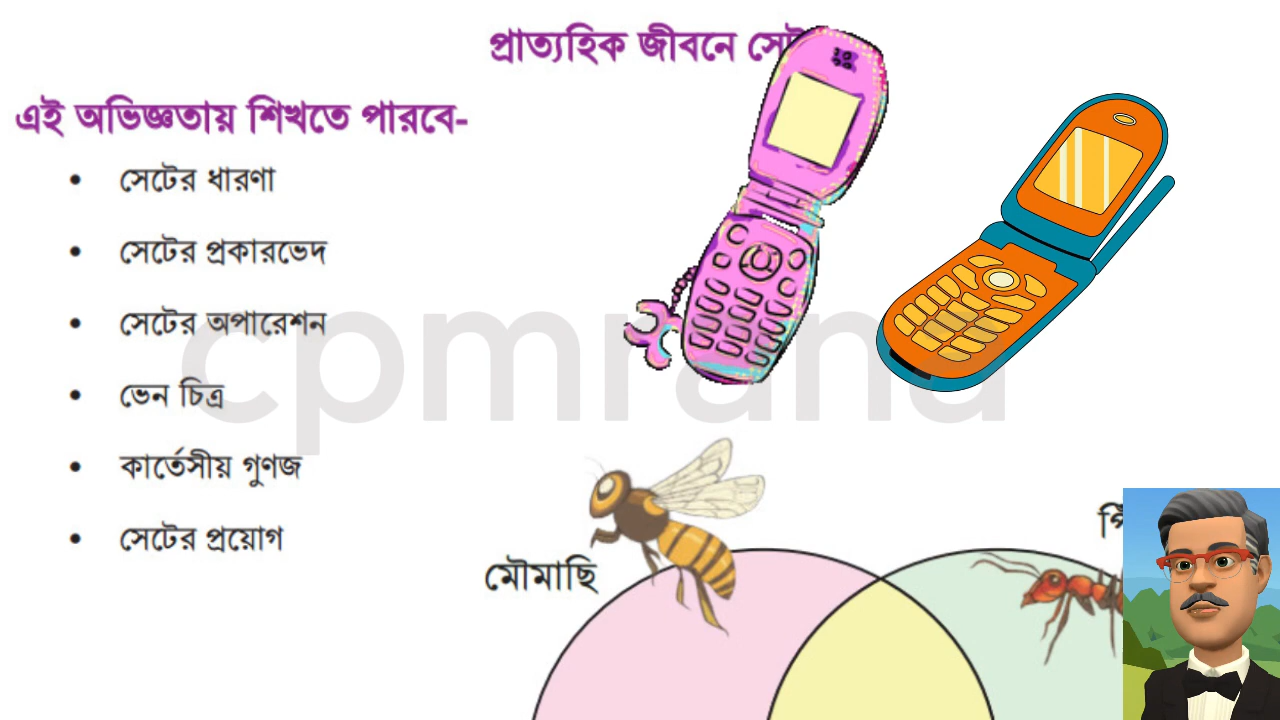 প্রাত্যহিক জীবনে
এই অভিজ্ঞতায় শিখতে পারবে-
• সেটের ধারণা
• সেটের প্রকারভেদ
• সেটের অপারেশন
• ভেন চিত্র
• কার্তেসীয় গুণজ
• সেটের প্রয়োগ
cpmrana
মৌমাছি